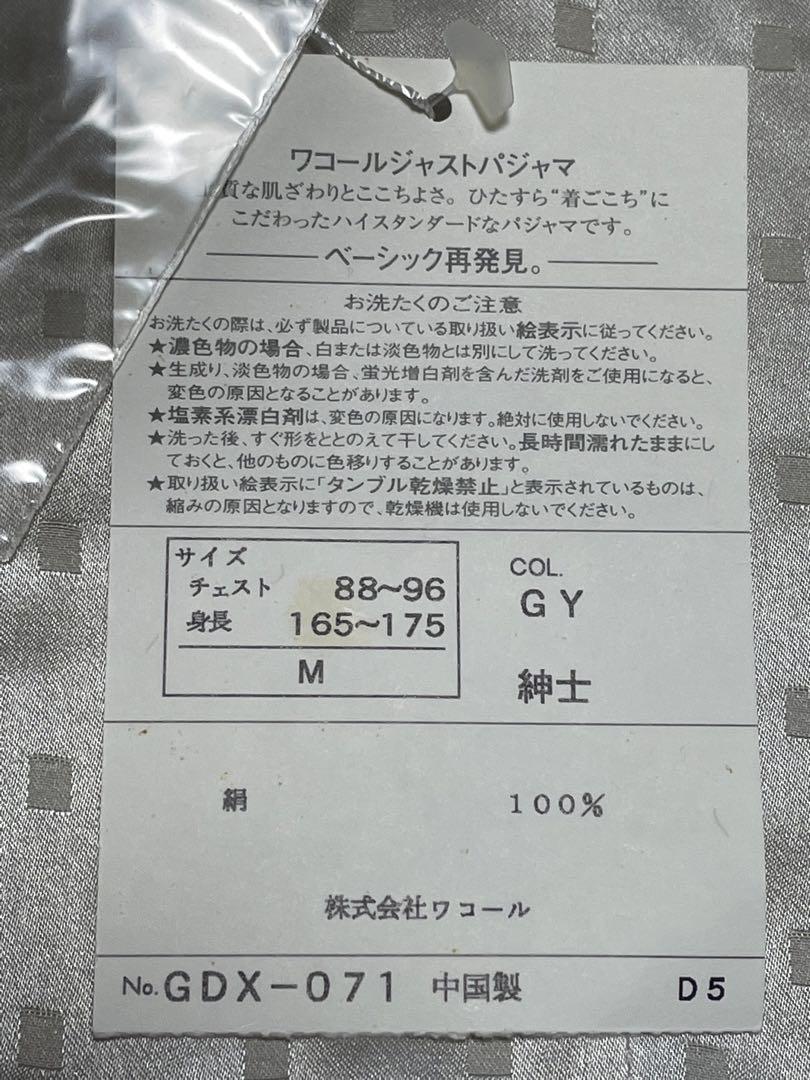 ワコールジャストパジャマ
質な肌ざわりとここちよさ。ひたすら“着ごこち”に
こだわったハイスタンダードなパジャマです。
ベーシック再発見。
お洗たくのご注意
お洗たくの際は、必ず製品についている取り扱い絵表示に従ってください。
★濃色物の場合、白または淡色物とは別にして洗ってください。
★生成り、淡色物の場合、蛍光増白剤を含んだ洗剤をご使用になると、
変色の原因となることがあります。
★塩素系漂白剤は、変色の原因になります。絶対に使用しないでください。
★洗った後、すぐ形をととのえて干してください。長時間濡れたままにし
ておくと、他のものに色移りすることがあります。
★取り扱い絵表示に「タンブル乾燥禁止」と表示されているものは、
縮みの原因となりますので、乾燥機は使用しないでください。
サイズ
チェスト 88~96
身長 165~175
M
COL.
GY
紳士
絹 100%
株式会社ワコール
No.GDX-071 中国製 D5